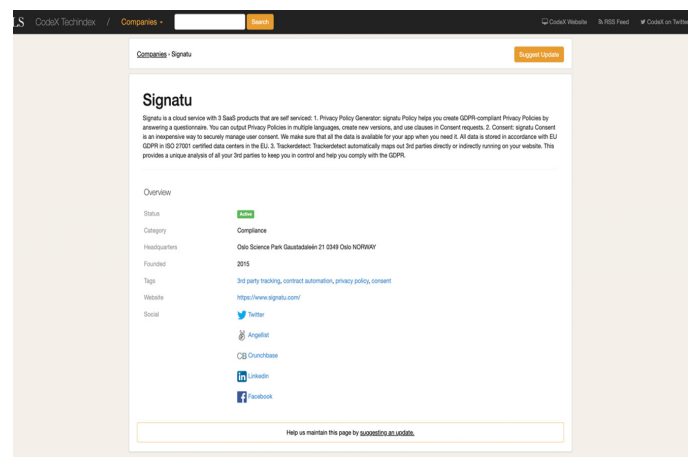 LS CodeX Techindex / Companies Search CodeX Website RSS Feed CodeX on Twitter
Companies › Signatu Suggest Update
Signatu
Signatu is a cloud service with 3 SaaS products that are self serviced: 1. Privacy Policy Generator: signatu Policy helps you create GDPR-compliant Privacy Policies by
answering a questionnaire. You can output Privacy Policies in multiple languages, create new versions, and use clauses in Consent requests. 2. Consent: signatu Consent
is an inexpensive way to securely manage user consent. We make sure that all the data is available for your app when you need it. All data is stored in accordance with EU
GDPR in ISO 27001 certified data centers in the EU. 3. Trackerdetect: Trackerdetect automatically maps out 3rd parties directly or indirectly running on your website. This
provides a unique analysis of all your 3rd parties to keep you in control and help you comply with the GDPR.
Overview
Status Active
Category Compliance
Headquarters Oslo Science Park Gaustadaleén 21 0349 Oslo NORWAY
Founded 2015
Tags 3rd party tracking, contract automation, privacy policy, consent
Website https://www.signatu.com/
Social Twitter
Angellist
CB Crunchbase
in LinkedIn
f Facebook
Help us maintain this page by suggesting an update.